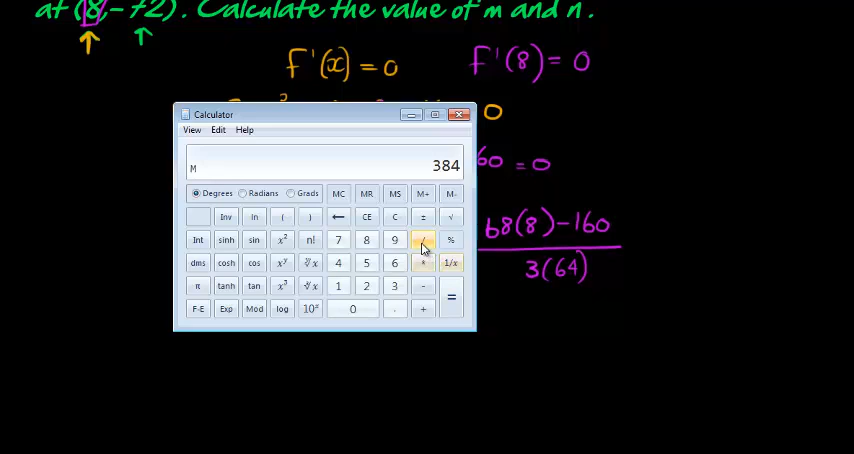 at (8,-72). Calculate the value of m and n.
F'(x) = 0 F'(8) = 0
0
60 = 0
68(8)-160
3(64)
Calculator
View Edit Help
M 384
Degrees Radians Grads MC MR MS M+ M-
Inv ln ( ) ← CE C ± √
Int sinh sin x² n! 7 8 9 / %
dms cosh cos xʸ ʸ√x 4 5 6 * 1/x
π tanh tan x³ ³√x 1 2 3 - =
F-E Exp Mod log 10ˣ 0 . +